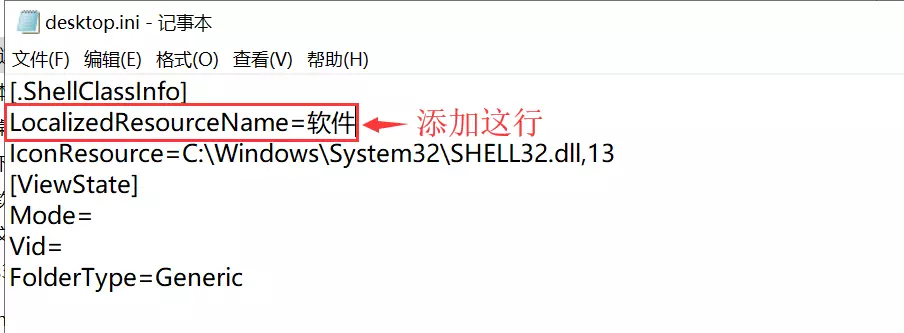 desktop.ini - 记事本
文件(F) 编辑(E) 格式(O) 查看(V) 帮助(H)
[.ShellClassInfo]
LocalizedResourceName=软件
添加这行
IconResource=C:\Windows\System32\SHELL32.dll,13
[ViewState]
Mode=
Vid=
FolderType=Generic